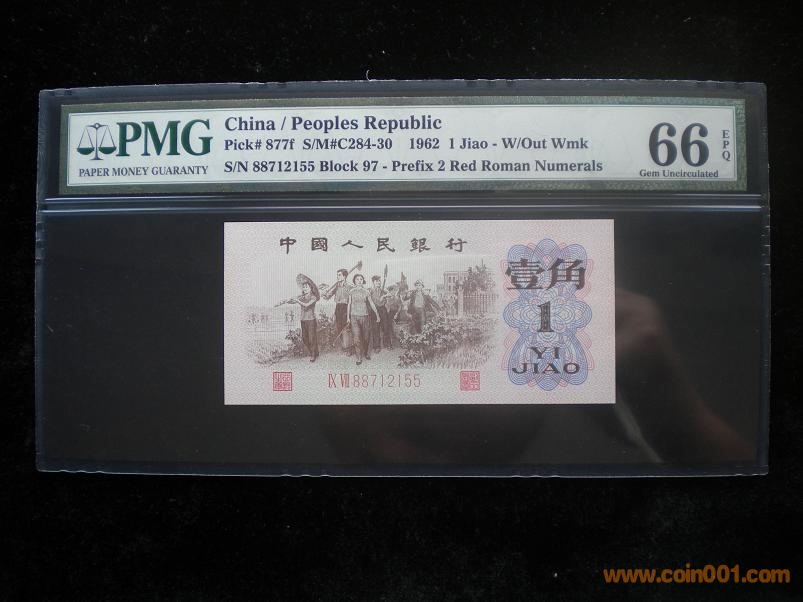 PMG
PAPER MONEY GUARANTY
China / Peoples Republic
Pick# 877f S/M#C284-30 1962 1 Jiao - W/Out Wmk
S/N 88712155 Block 97 - Prefix 2 Red Roman Numerals
66
EPQ
Gem Uncirculated
中國人民銀行
壹角
1
YI
JIAO
IX VII 88712155
www.coin001.com